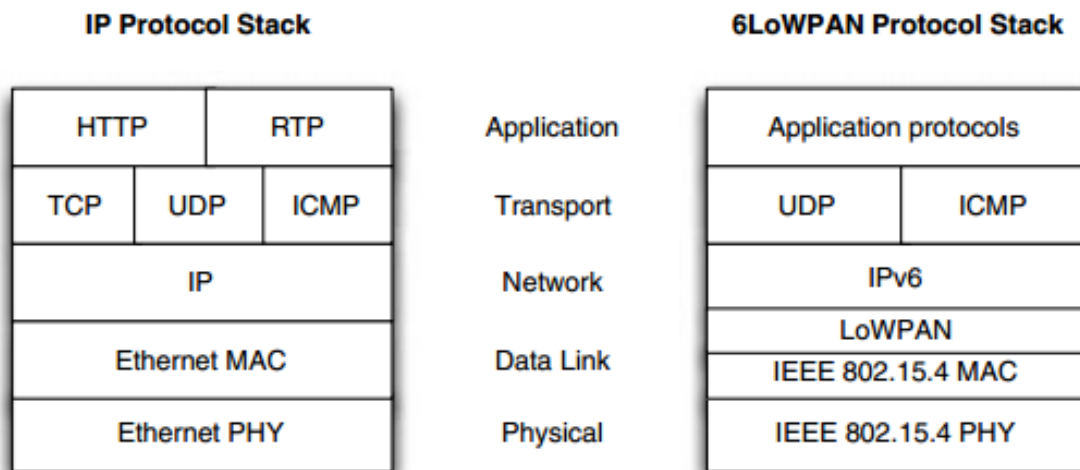 IP Protocol Stack 6LoWPAN Protocol Stack
HTTP RTP Application Application protocols
TCP UDP ICMP Transport UDP ICMP
IP Network IPv6
LoWPAN
Ethernet MAC Data Link
IEEE 802.15.4 MAC
Ethernet PHY Physical IEEE 802.15.4 PHY